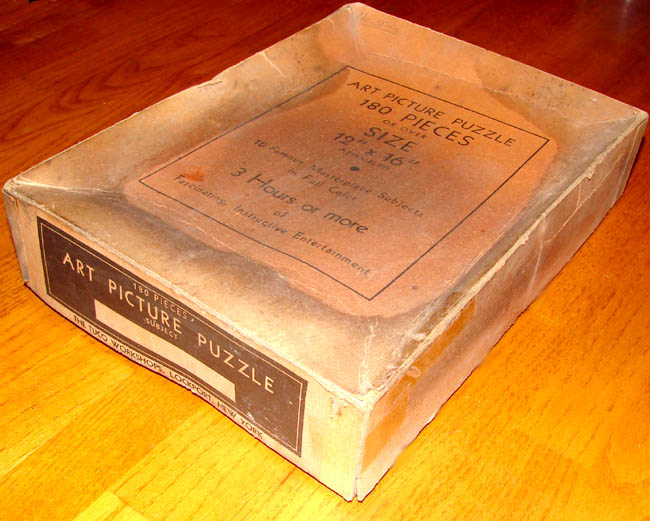 ART PICTURE PUZZLE
180 PIECES
OR OVER
SIZE
12" x 16"
Approximate
10 Famous Masterpiece Subjects
in Full Color
3 Hours or more
of
Fascinating, Instructive Entertainment
180 PIECES
ART PICTURE PUZZLE
SUBJECT
THE TUCO WORKSHOPS, LOCKPORT, NEW YORK